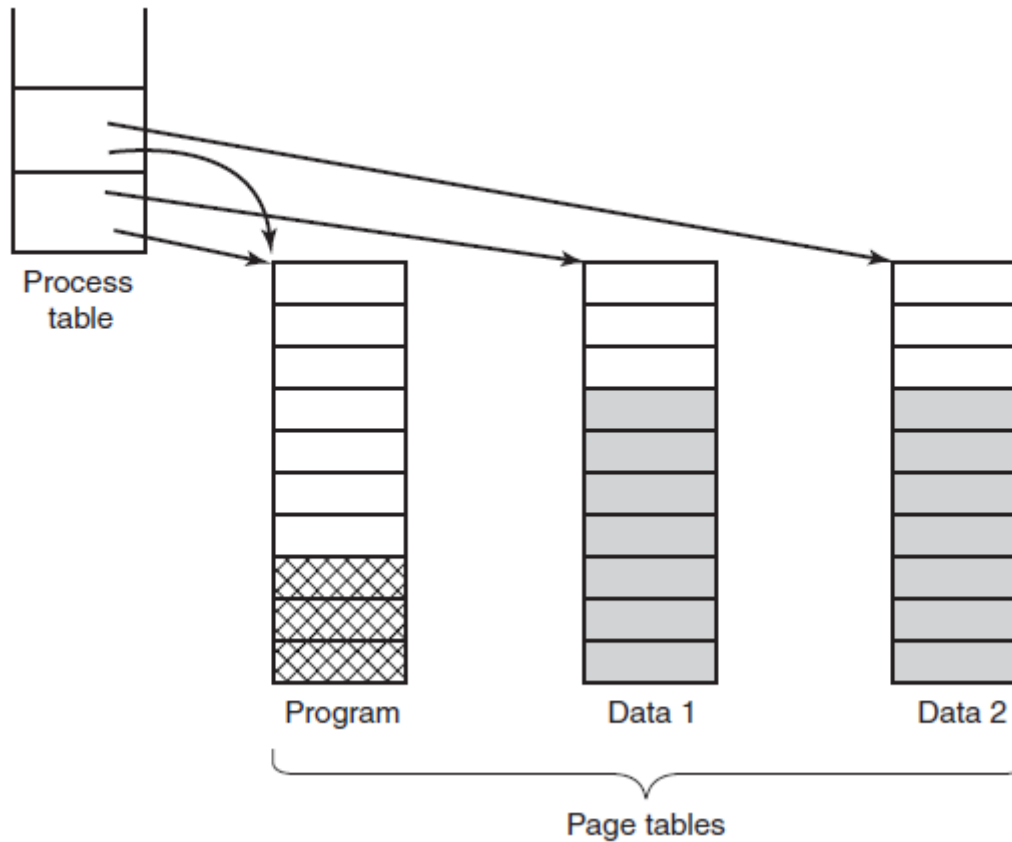 Process
table
Program
Data 1
Data 2
Page tables